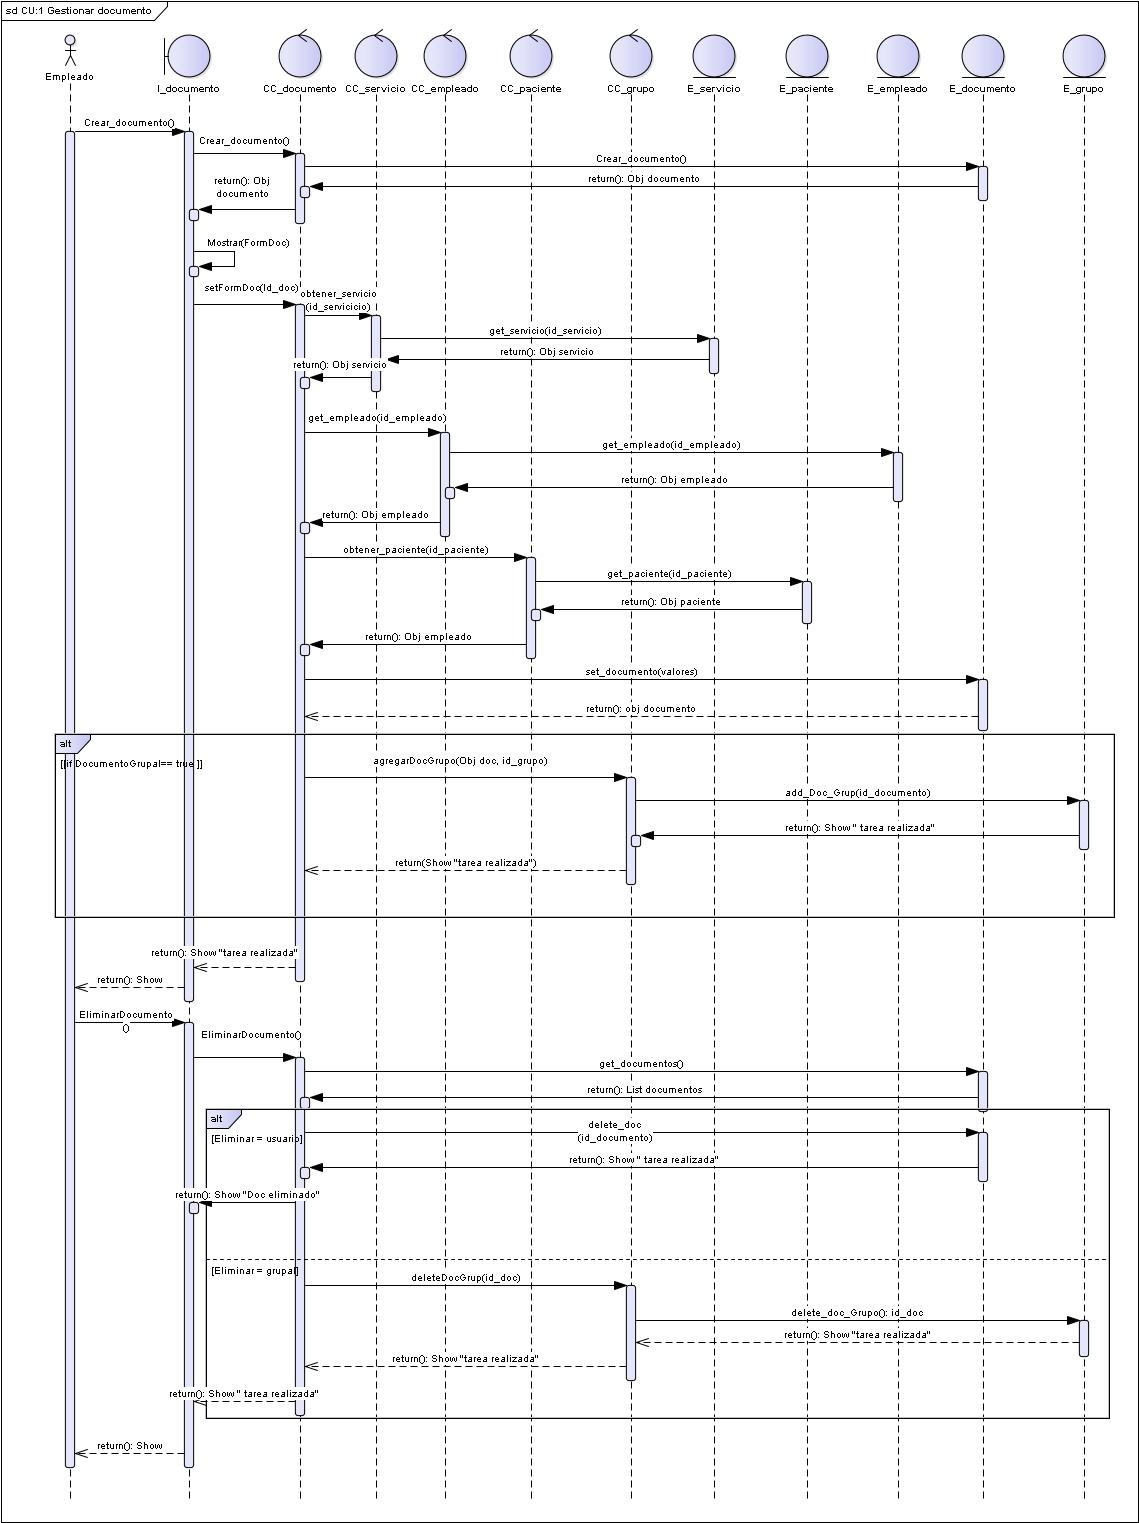 sd CU:1 Gestionar documento
Empleado
I_documento
CC_documento
CC_servicio
CC_empleado
CC_paciente
CC_grupo
E_servicio
E_paciente
E_empleado
E_documento
E_grupo
Crear_documento()
Crear_documento()
Crear_documento()
return(): Obj documento
return(): Obj
documento
Mostrar(FormDoc)
setFormDoc(Id_doc)
obtener_servicio
(id_servicicio)
get_servicio(id_servicio)
return(): Obj servicio
return(): Obj servicio
get_empleado(id_empleado)
get_empleado(id_empleado)
return(): Obj empleado
return(): Obj empleado
obtener_paciente(id_paciente)
get_paciente(id_paciente)
return(): Obj paciente
return(): Obj empleado
set_documento(valores)
return(): obj documento
alt
[[if DocumentoGrupal== true ]]
agregarDocGrupo(Obj doc, id_grupo)
add_Doc_Grup(id_documento)
return(): Show " tarea realizada"
return(Show "tarea realizada")
return(): Show "tarea realizada"
return(): Show
EliminarDocumento
()
EliminarDocumento()
get_documentos()
return(): List documentos
alt
[Eliminar = usuario]
delete_doc
(id_documento)
return(): Show " tarea realizada"
return(): Show "Doc eliminado"
[Eliminar = grupal]
deleteDocGrup(id_doc)
delete_doc_Grupo(): id_doc
return(): Show "tarea realizada"
return(): Show "tarea realizada"
return(): Show " tarea realizada"
return(): Show